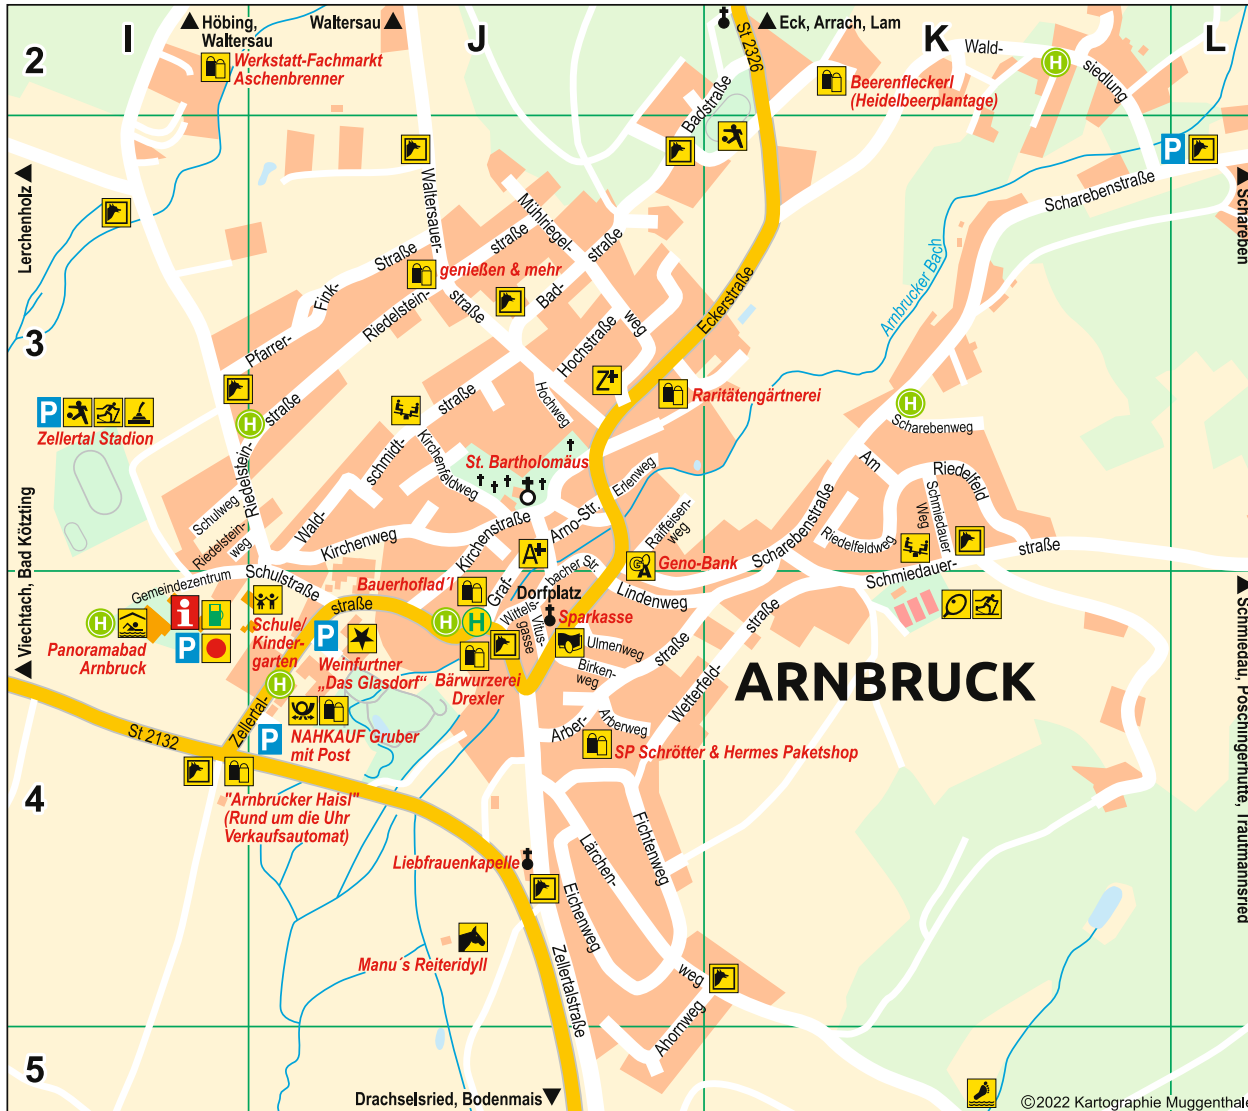 I
J
K
L
2
3
4
5
Höbing,
Waltersau
Waltersau
Eck, Arrach, Lam
Werkstatt-Fachmarkt
Aschenbrenner
St 2326
Badstraße
Beerenfleckerl
(Heidelbeerplantage)
Wald-
siedlung
H
P
Scharebenstraße
Schareben
Lerchenholz
Waltersauer-
straße
Mühlriegel-
weg
Bad-
straße
genießen & mehr
Pfarrer-
Fink-
Straße
Riedelstein-
straße
Hochstraße
Hochweg
Eckerstraße
Arnbrucker Bach
Z
Raritätengärtnerei
P
Zellertal Stadion
H
Riedelstein-
straße
Schulweg
Riedelstein-
weg
Wald-
schmidt-
straße
Kirchenfeldweg
Kirchenweg
Kirchenstraße
St. Bartholomäus
Erlenweg
Arno-Str.
Raiffeisen-
weg
Scharebenstraße
H
Scharebenweg
Am
Riedelfeld
Riedelfeldweg
Schmiedauer
Weg
Schmiedauer-
straße
A
G
A
Geno-Bank
Lindenweg
Viechtach, Bad Kötzting
Gemeindezentrum
Schulstraße
H
i
P
Panoramabad
Arnbruck
Schule/
Kinder-
garten
Zellertal-
straße
P
Weinfurtner
„Das Glasdorf“
Bauerhoflad´l
H
H
Graf-
Wittels-
bacher Str.
Vitus-
gasse
Dorfplatz
Sparkasse
Bärwurzerei
Drexler
Ulmenweg
Birken-
weg
Arber-
straße
Arberweg
Wetterfeld-
straße
ARNBRUCK
Schmiedau, Poschingerhütte, Trautmannsried
H
P
NAHKAUF Gruber
mit Post
St 2132
"Arnbrucker Haisl"
(Rund um die Uhr
Verkaufsautomat)
SP Schrötter & Hermes Paketshop
Liebfrauenkapelle
Manu´s Reiteridyll
Eichenweg
Lärchen-
weg
Fichtenweg
Ahornweg
Zellertalstraße
Drachselsried, Bodenmais
©2022 Kartographie Muggenthale